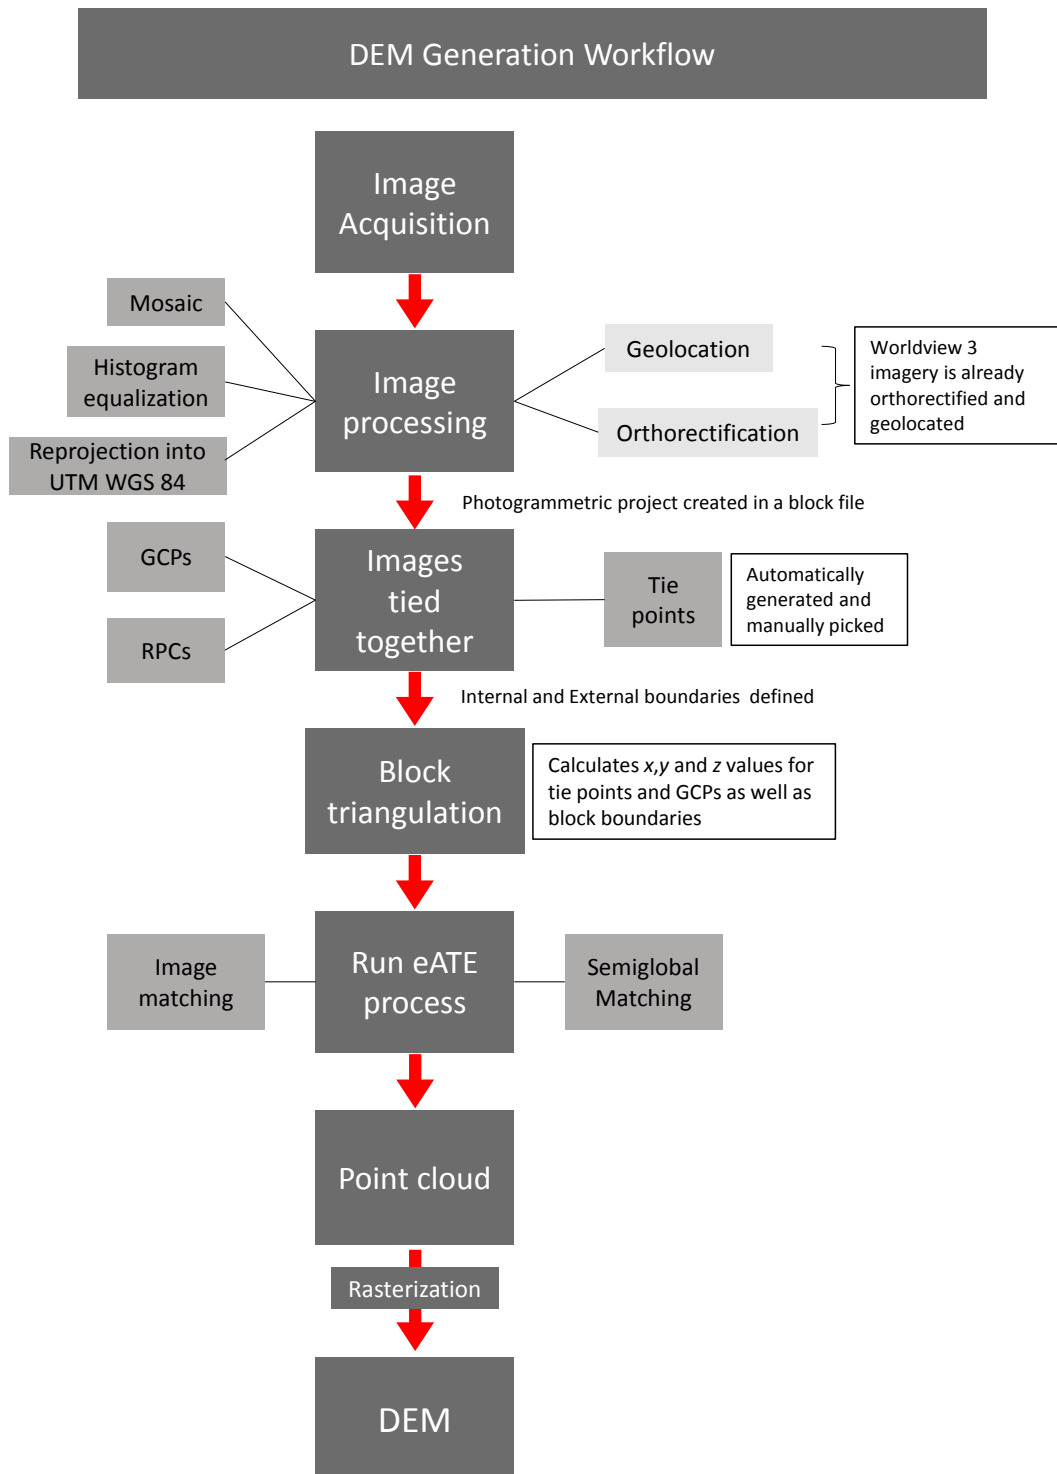 DEM Generation Workflow
Image
Acquisition
Mosaic
Histogram
equalization
Reprojection into
UTM WGS 84
Image
processing
Geolocation
Orthorectification
Worldview 3
imagery is already
orthorectified and
geolocated
Photogrammetric project created in a block file
GCPs
RPCs
Images
tied
together
Tie
points
Automatically
generated and
manually picked
Internal and External boundaries  defined
Block
triangulation
Calculates x,y and z values for
tie points and GCPs as well as
block boundaries
Image
matching
Run eATE
process
Semiglobal
Matching
Point cloud
Rasterization
DEM